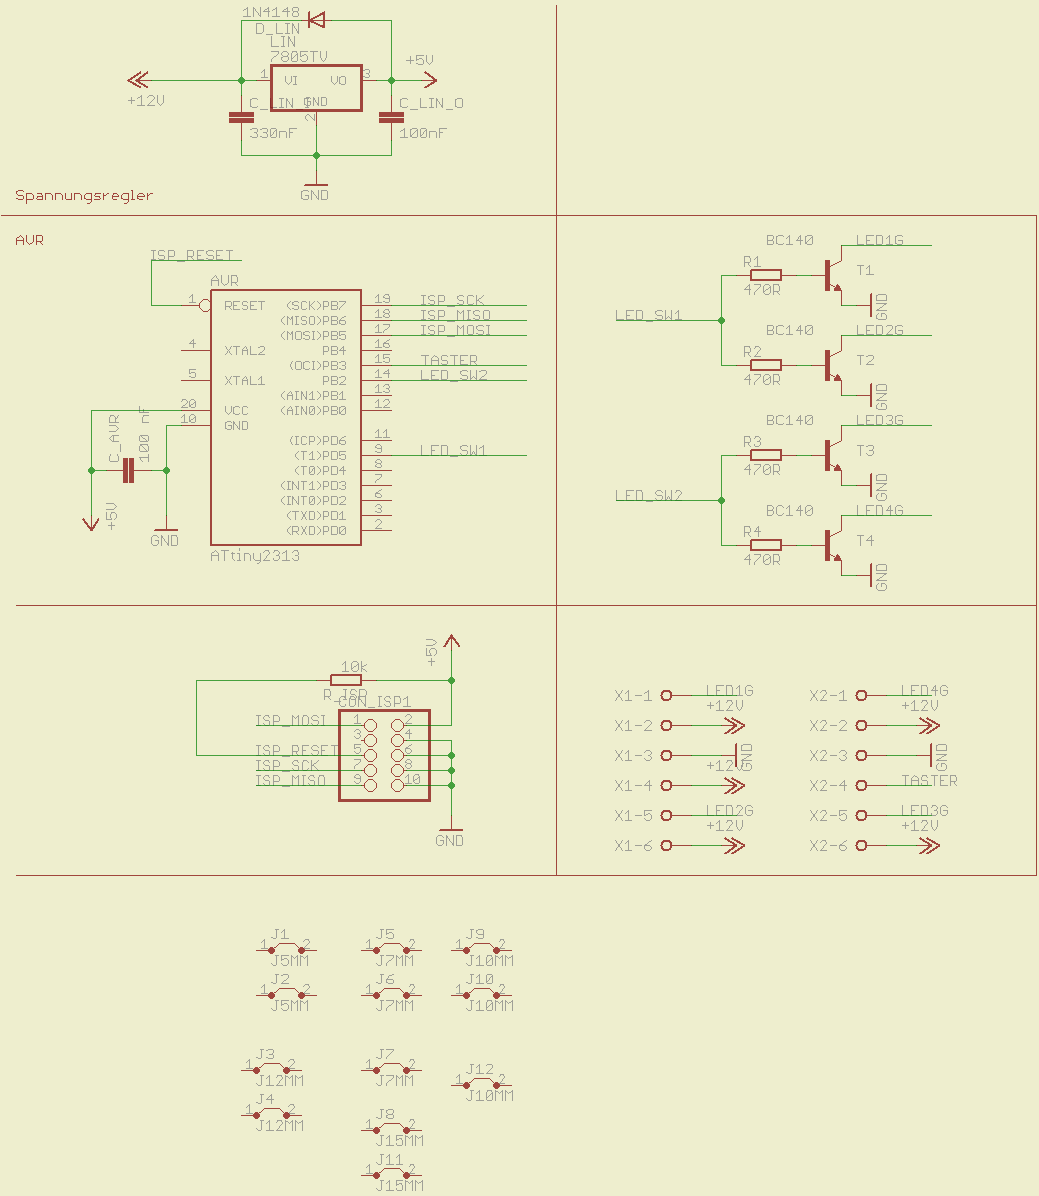 1N4148
D_LIN
LIN
7805TV
+5V
1 VI VO 3
+12V
C_LIN_I GND C_LIN_O
2
330nF 100nF
GND
Spannungsregler
AVR
ISP_RESET
AVR
1 RESET (SCK)PB7 19 ISP_SCK
(MISO)PB6 18 ISP_MISO
(MOSI)PB5 17 ISP_MOSI
4 XTAL2 PB4 16
(OCI)PB3 15 TASTER
5 XTAL1 PB2 14 LED_SW2
(AIN1)PB1 13
20 VCC (AIN0)PB0 12
10 GND
(ICP)PD6 11
(T1)PD5 9 LED_SW1
(T0)PD4 8
(INT1)PD3 7
(INT0)PD2 6
(TXD)PD1 3
(RXD)PD0 2
C_AVR
100 nF
+5V
GND
ATtiny2313
BC140 LED1G
R1 T1
470R GND
LED_SW1
BC140 LED2G
R2 T2
470R GND
BC140 LED3G
R3 T3
470R GND
LED_SW2
BC140 LED4G
R4 T4
470R GND
+5V
10k
R_ISP
CON_ISP1
ISP_MOSI 1 2
3 4
ISP_RESET 5 6
ISP_SCK 7 8
ISP_MISO 9 10
GND
X1-1 LED1G
X1-2 +12V
X1-3 GND
X1-4 +12V
X1-5 LED2G
X1-6 +12V
X2-1 LED4G
X2-2 +12V
X2-3 GND
X2-4 TASTER
X2-5 LED3G
X2-6 +12V
J1 J5 J9
1 2 1 2 1 2
J5MM J7MM J10MM
J2 J6 J10
1 2 1 2 1 2
J5MM J7MM J10MM
J3 J7
1 2 1 2
J12MM J7MM
J12
1 2
J10MM
J4
1 2
J12MM
J8
1 2
J15MM
J11
1 2
J15MM